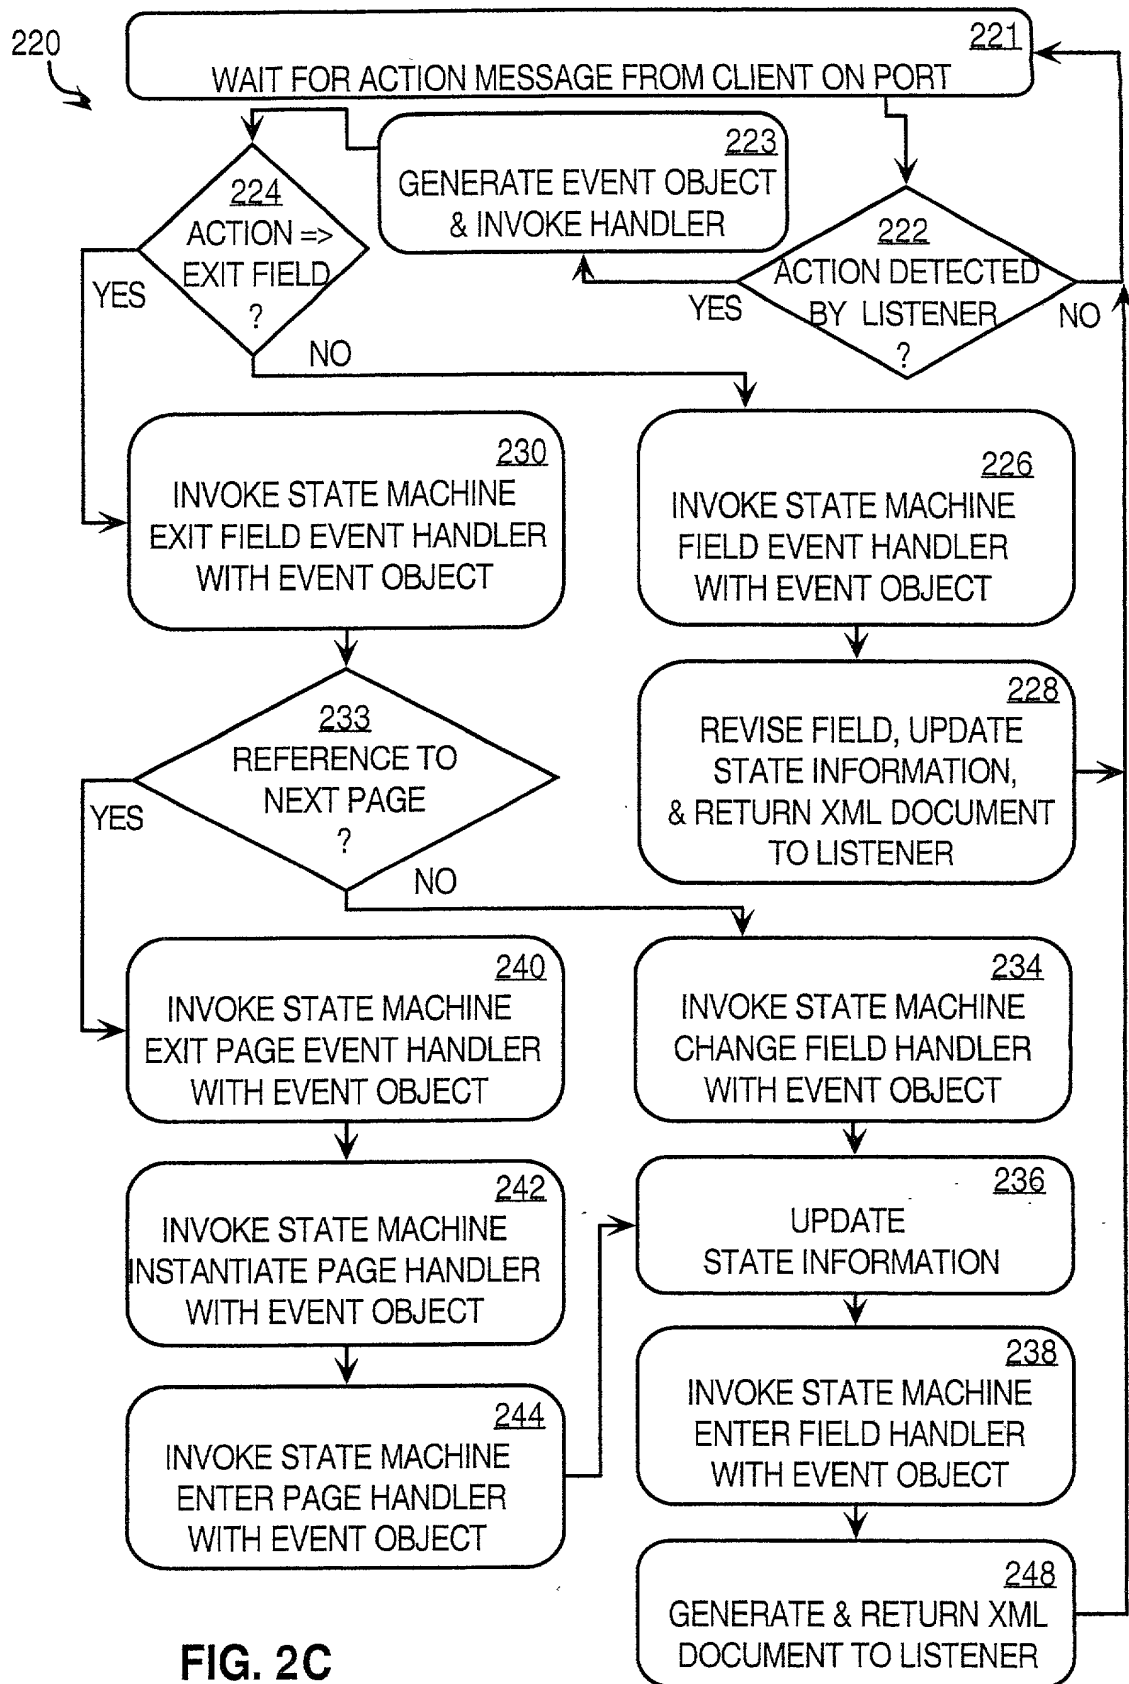 220
221
WAIT FOR ACTION MESSAGE FROM CLIENT ON PORT
223
GENERATE EVENT OBJECT
& INVOKE HANDLER
224
ACTION =>
EXIT FIELD
?
YES
NO
222
ACTION DETECTED
BY LISTENER
?
YES
NO
230
INVOKE STATE MACHINE
EXIT FIELD EVENT HANDLER
WITH EVENT OBJECT
226
INVOKE STATE MACHINE
FIELD EVENT HANDLER
WITH EVENT OBJECT
228
REVISE FIELD, UPDATE
STATE INFORMATION,
& RETURN XML DOCUMENT
TO LISTENER
233
REFERENCE TO
NEXT PAGE
?
YES
NO
240
INVOKE STATE MACHINE
EXIT PAGE EVENT HANDLER
WITH EVENT OBJECT
234
INVOKE STATE MACHINE
CHANGE FIELD HANDLER
WITH EVENT OBJECT
242
INVOKE STATE MACHINE
INSTANTIATE PAGE HANDLER
WITH EVENT OBJECT
236
UPDATE
STATE INFORMATION
244
INVOKE STATE MACHINE
ENTER PAGE HANDLER
WITH EVENT OBJECT
238
INVOKE STATE MACHINE
ENTER FIELD HANDLER
WITH EVENT OBJECT
248
GENERATE & RETURN XML
DOCUMENT TO LISTENER
FIG. 2C